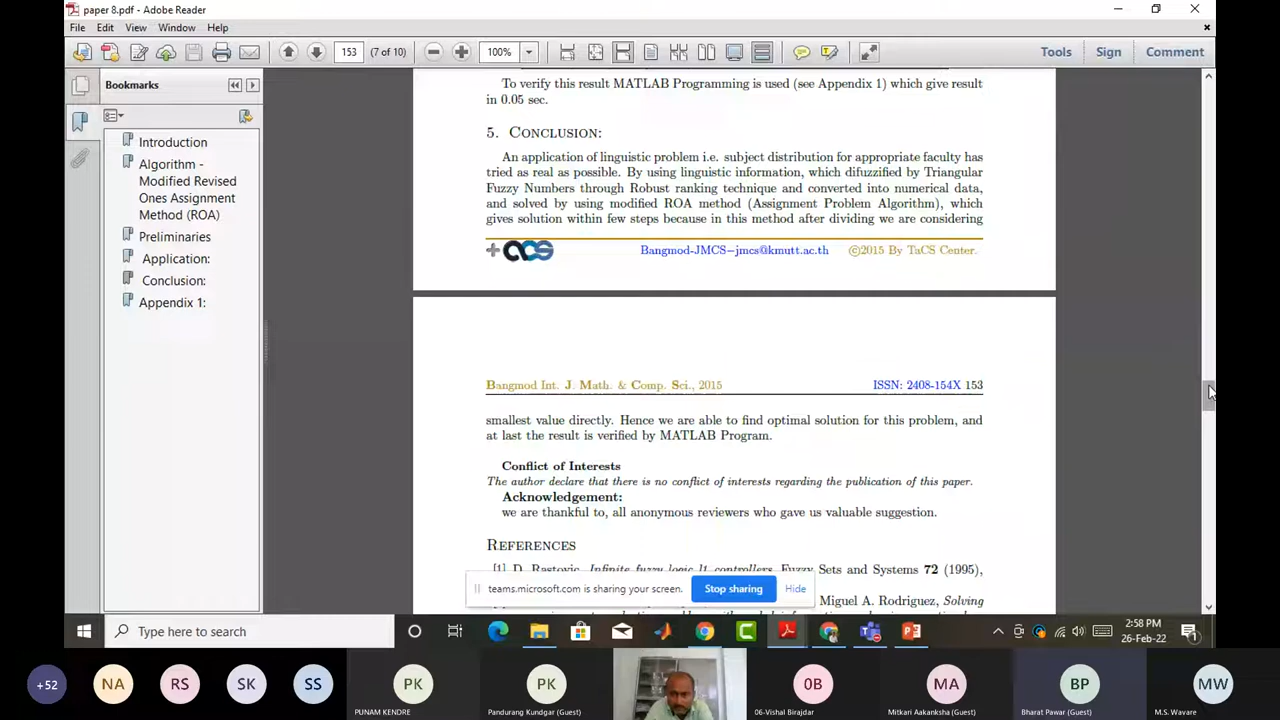 paper 8.pdf - Adobe Reader
File Edit View Window Help
153 (7 of 10) 100% Tools Sign Comment
Bookmarks
Introduction
Algorithm -
Modified Revised
Ones Assignment
Method (ROA)
Preliminaries
Application:
Conclusion:
Appendix 1:
To verify this result MATLAB Programming is used (see Appendix 1) which give result
in 0.05 sec.
5. Conclusion:
An application of linguistic problem i.e. subject distribution for appropriate faculty has
tried as real as possible. By using linguistic information, which difuzzified by Triangular
Fuzzy Numbers through Robust ranking technique and converted into numerical data,
and solved by using modified ROA method (Assignment Problem Algorithm), which
gives solution within few steps because in this method after dividing we are considering
Bangmod-JMCS–jmcs@kmutt.ac.th ©2015 By TaCS Center.
Bangmod Int. J. Math. & Comp. Sci., 2015 ISSN: 2408-154X 153
smallest value directly. Hence we are able to find optimal solution for this problem, and
at last the result is verified by MATLAB Program.
Conflict of Interests
The author declare that there is no conflict of interests regarding the publication of this paper.
Acknowledgement:
we are thankful to, all anonymous reviewers who gave us valuable suggestion.
References
[1] D. Rastovic, Infinite fuzzy logic l1 controllers, Fuzzy Sets and Systems 72 (1995),
Miguel A. Rodriguez, Solving
teams.microsoft.com is sharing your screen. Stop sharing Hide
Type here to search
2:58 PM
26-Feb-22
+52 NA RS SK SS PK PK 0B MA BP MW
PUNAM KENDRE Pandurang Kundgar (Guest) 06-Vishal Birajdar Mitkari Aakanksha (Guest) Bharat Pawar (Guest) M.S. Wavare